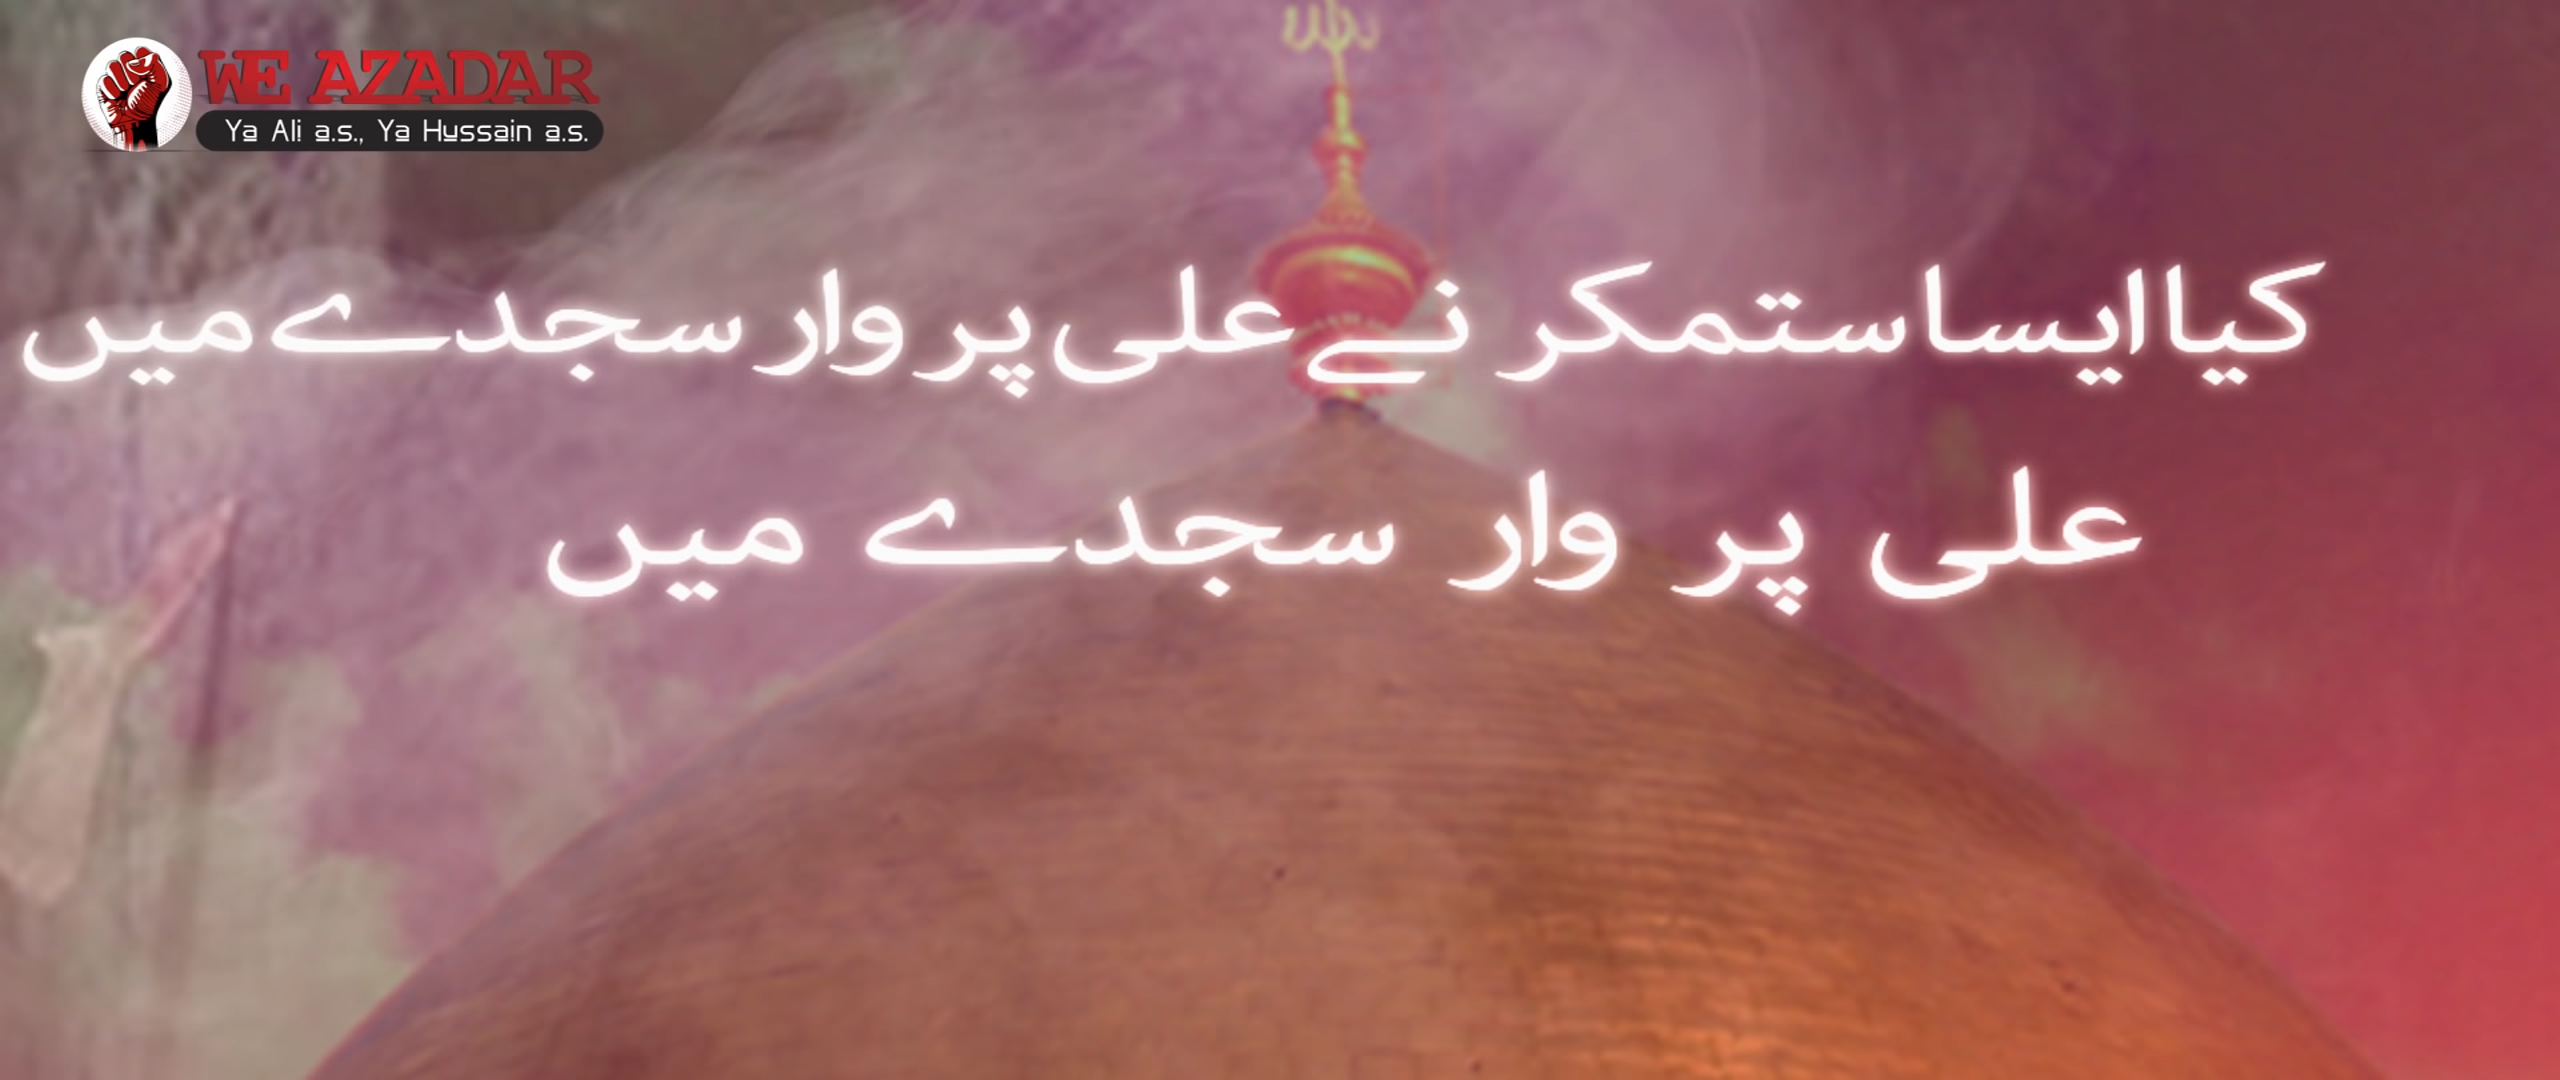 WE AZADAR
Ya Ali a.s., Ya Hussain a.s.
کیا ایسا ستمکر نے علی پر وار سجدے میں
علی پر وار سجدے میں